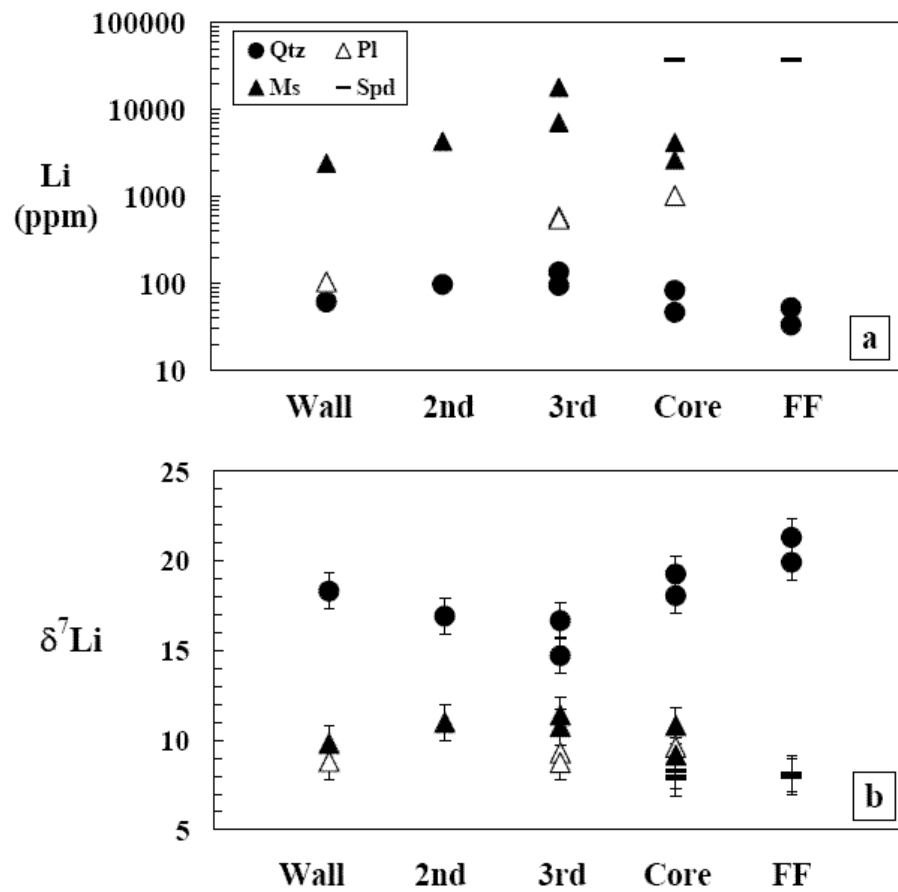 100000
Qtz Pl
Ms Spd
10000
Li
(ppm)
1000
100
10
a
Wall 2nd 3rd Core FF
25
20
δ⁷Li
15
10
5
b
Wall 2nd 3rd Core FF